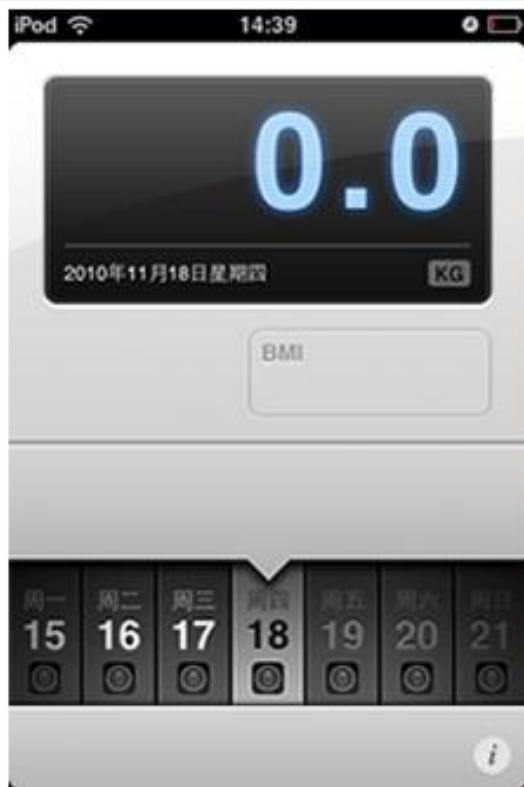 iPod 14:39
0.0
2010年11月18日星期四 KG
BMI
周一 周二 周三 周四 周五 周六 周日
15 16 17 18 19 20 21
i